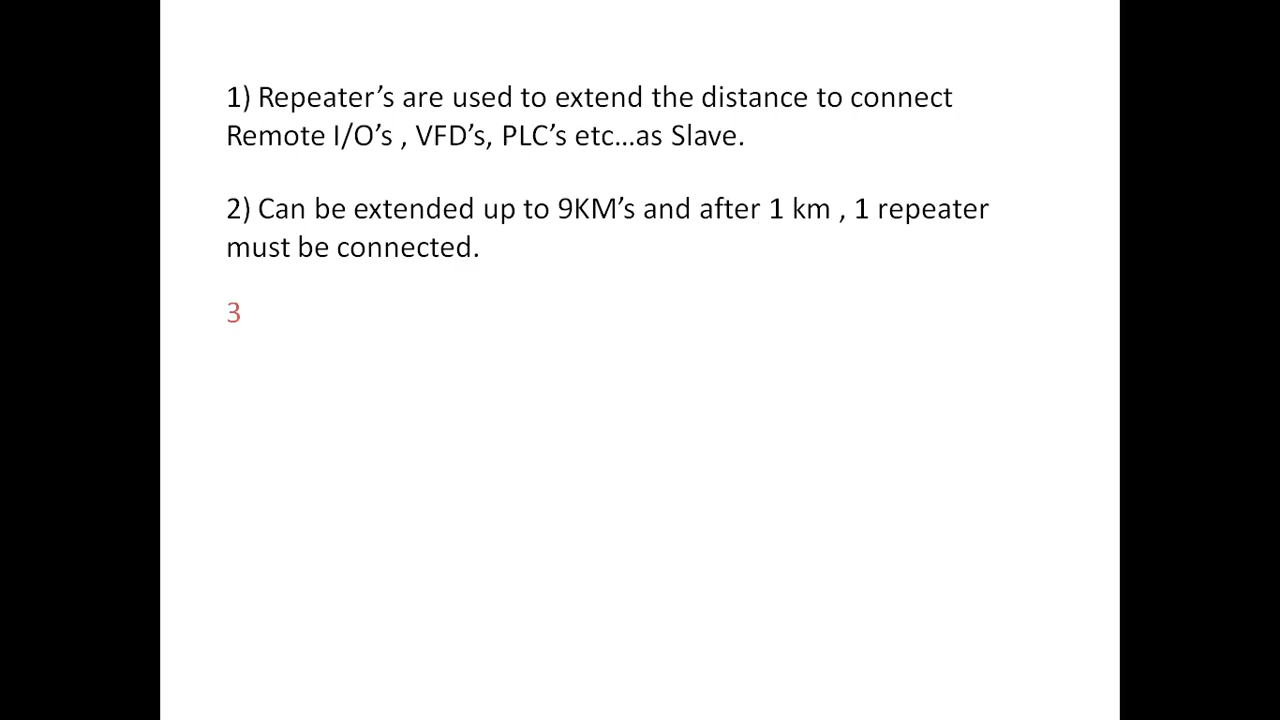 1) Repeater’s are used to extend the distance to connect
Remote I/O’s , VFD’s, PLC’s etc...as Slave.
2) Can be extended up to 9KM’s and after 1 km , 1 repeater
must be connected.
3